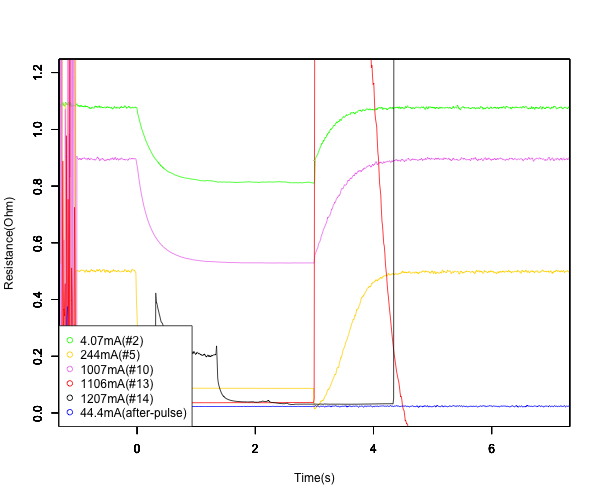 1.2
1.0
0.8
0.6
0.4
0.2
0.0
Resistance(Ohm)
4.07mA(#2)
244mA(#5)
1007mA(#10)
1106mA(#13)
1207mA(#14)
44.4mA(after-pulse)
0 2 4 6
Time(s)